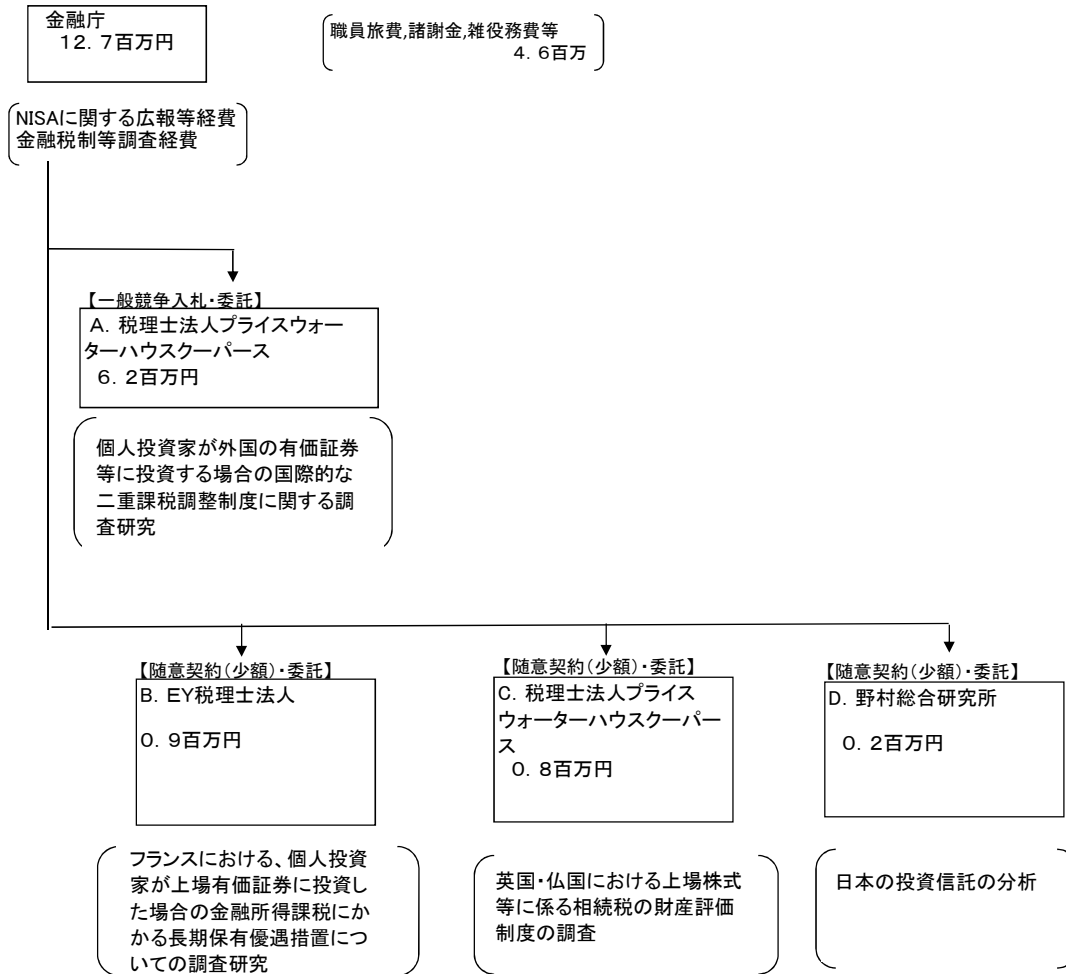 金融庁
12．7百万円
職員旅費,諸謝金,雑役務費等
4．6百万
NISAに関する広報等経費
金融税制等調査経費
【一般競争入札・委託】
A．税理士法人プライスウォー
ターハウスクーパース
6．2百万円
個人投資家が外国の有価証券
等に投資する場合の国際的な
二重課税調整制度に関する調
査研究
【随意契約（少額）・委託】
B．EY税理士法人
0．9百万円
フランスにおける、個人投資
家が上場有価証券に投資し
た場合の金融所得課税にか
かる長期保有優遇措置につ
いての調査研究
【随意契約（少額）・委託】
C．税理士法人プライス
ウォーターハウスクーパー
ス
0．8百万円
英国・仏国における上場株式
等に係る相続税の財産評価
制度の調査
【随意契約（少額）・委託】
D．野村総合研究所
0．2百万円
日本の投資信託の分析